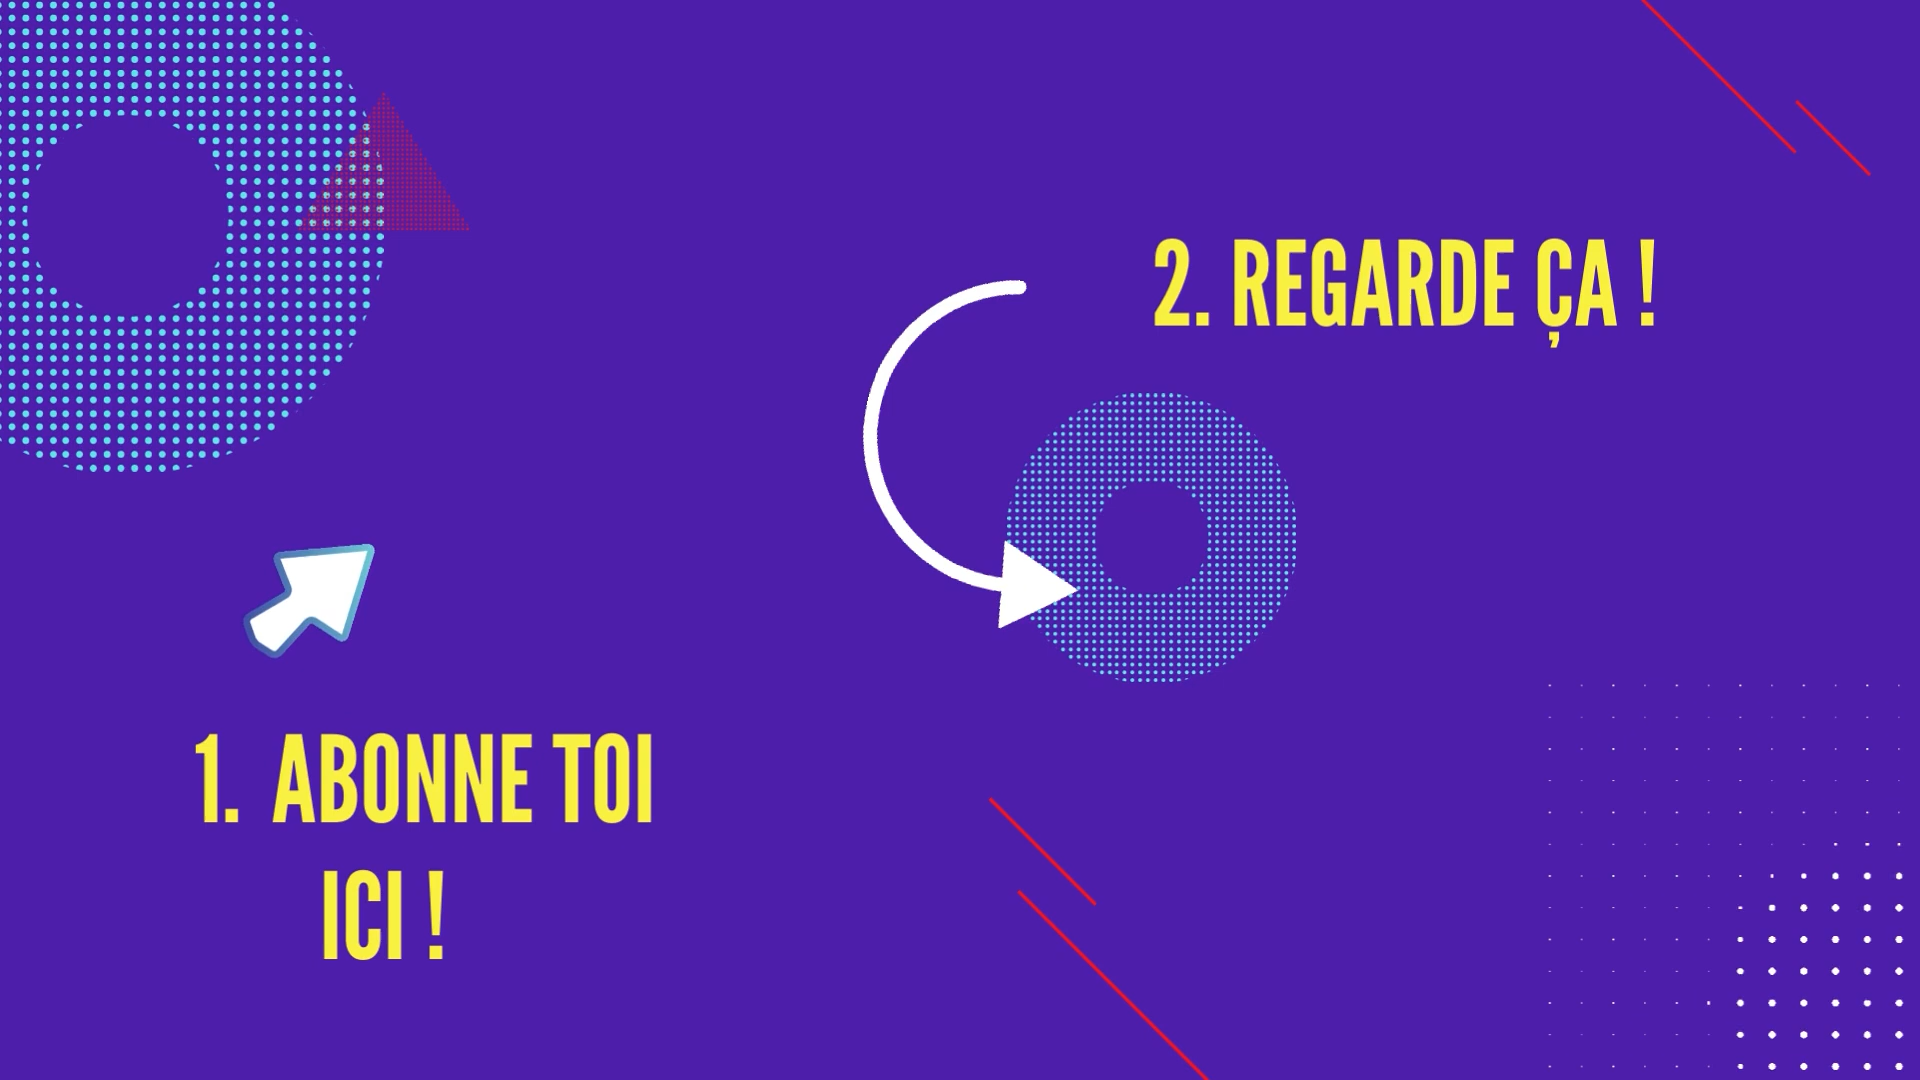 1. ABONNE TOI
ICI !
2. REGARDE ÇA !